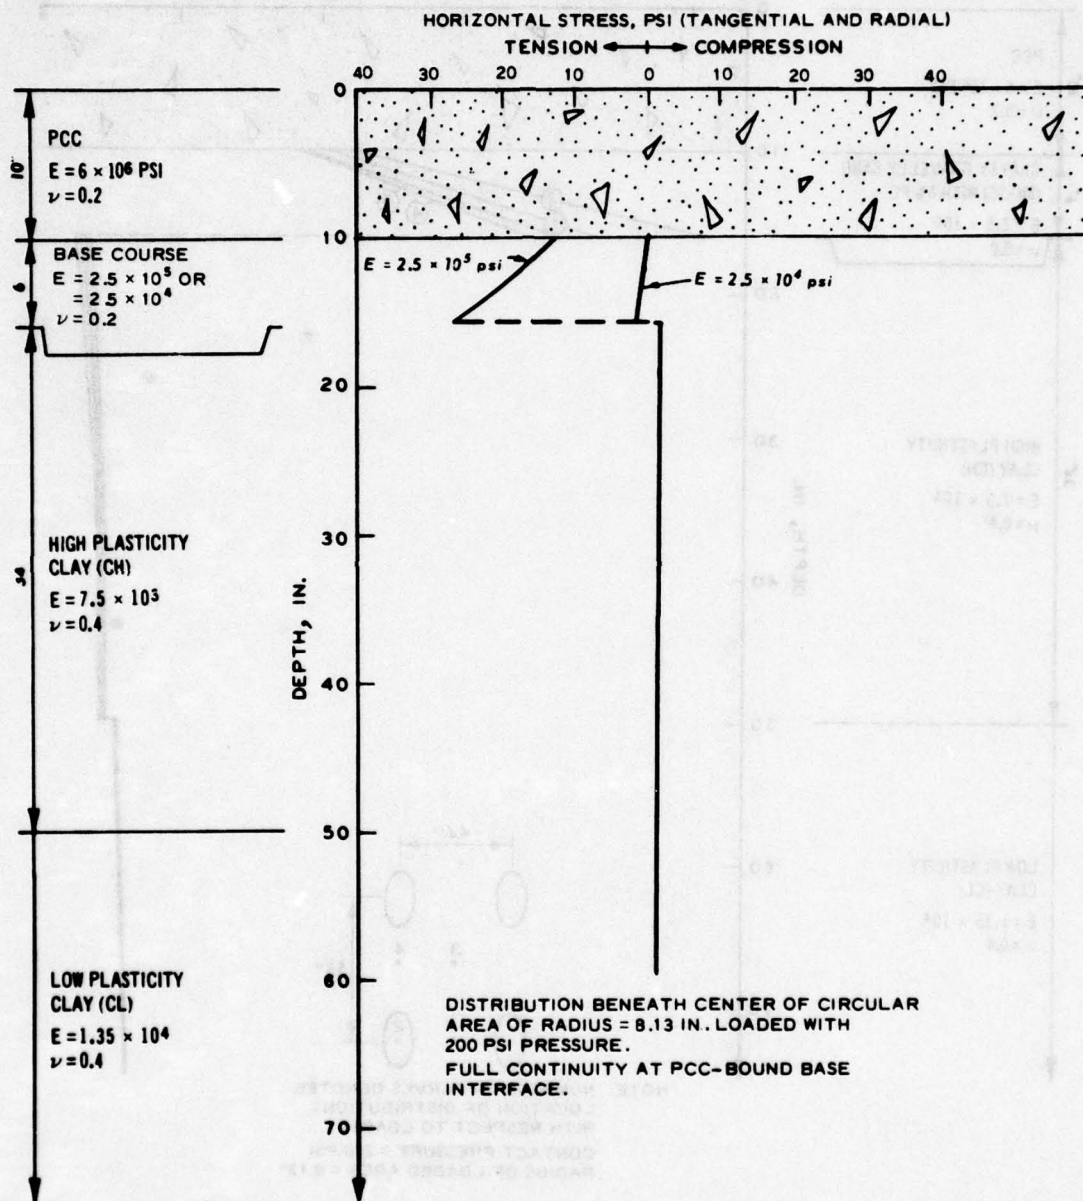 HORIZONTAL STRESS, PSI (TANGENTIAL AND RADIAL)
TENSION COMPRESSION
40 30 20 10 0 10 20 30 40
0
10
20
30
40
50
60
70
DEPTH, IN.
10"
PCC
E = 6 × 10⁶ PSI
ν = 0.2
6
BASE COURSE
E = 2.5 × 10⁵ OR
= 2.5 × 10⁴
ν = 0.2
E = 2.5 × 10⁵ psi
E = 2.5 × 10⁴ psi
34
HIGH PLASTICITY
CLAY (CH)
E = 7.5 × 10³
ν = 0.4
LOW PLASTICITY
CLAY (CL)
E = 1.35 × 10⁴
ν = 0.4
DISTRIBUTION BENEATH CENTER OF CIRCULAR
AREA OF RADIUS = 8.13 IN. LOADED WITH
200 PSI PRESSURE.
FULL CONTINUITY AT PCC-BOUND BASE
INTERFACE.